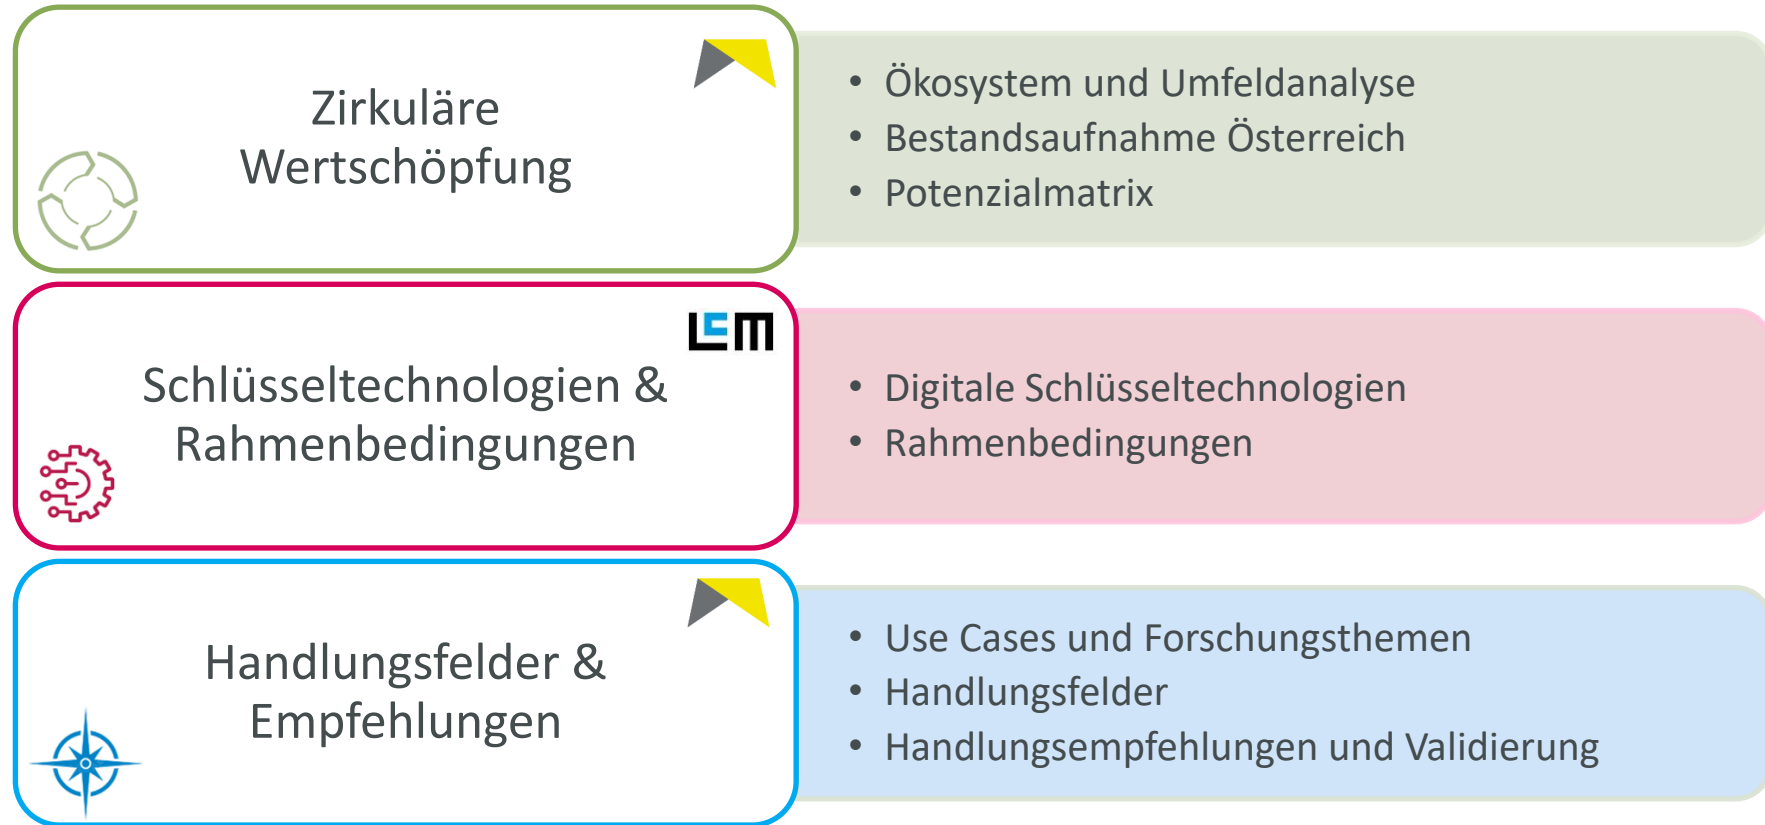 Zirkuläre
Wertschöpfung
• Ökosystem und Umfeldanalyse
• Bestandsaufnahme Österreich
• Potenzialmatrix
LCM
Schlüsseltechnologien &
Rahmenbedingungen
• Digitale Schlüsseltechnologien
• Rahmenbedingungen
Handlungsfelder &
Empfehlungen
• Use Cases und Forschungsthemen
• Handlungsfelder
• Handlungsempfehlungen und Validierung